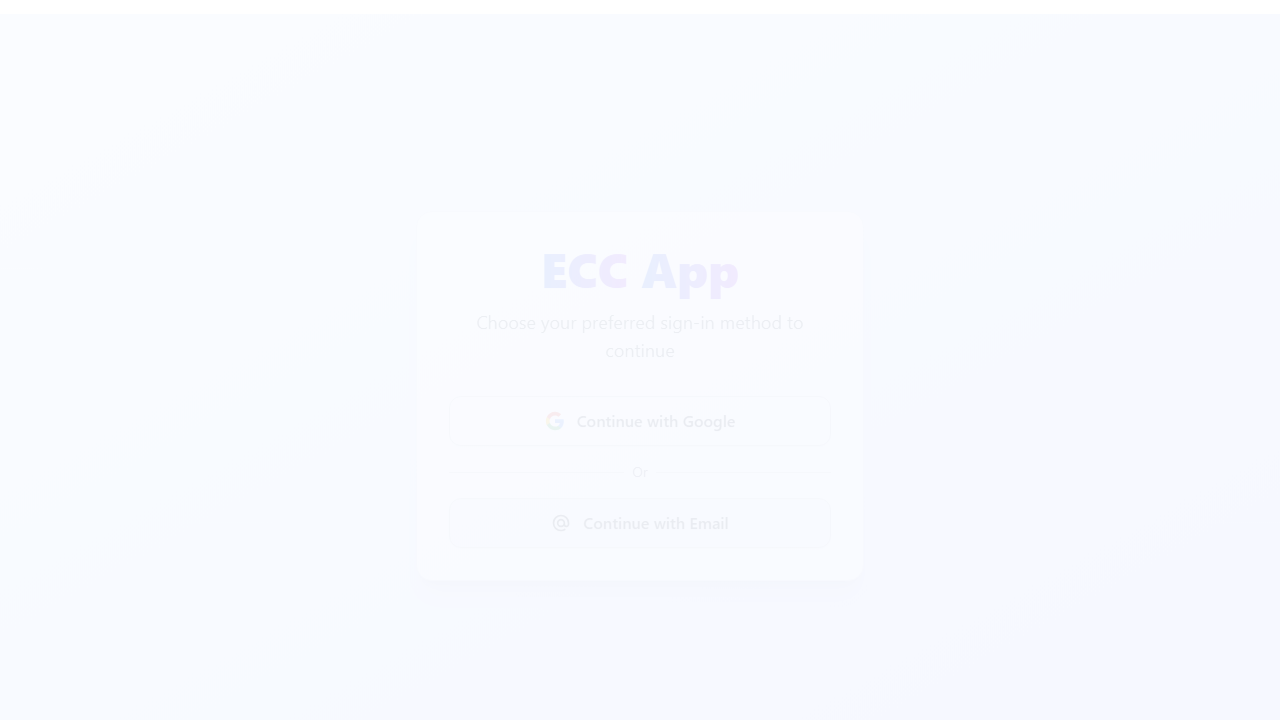 ECC App
Choose your preferred sign-in method to
continue
Continue with Google
Or
Continue with Email